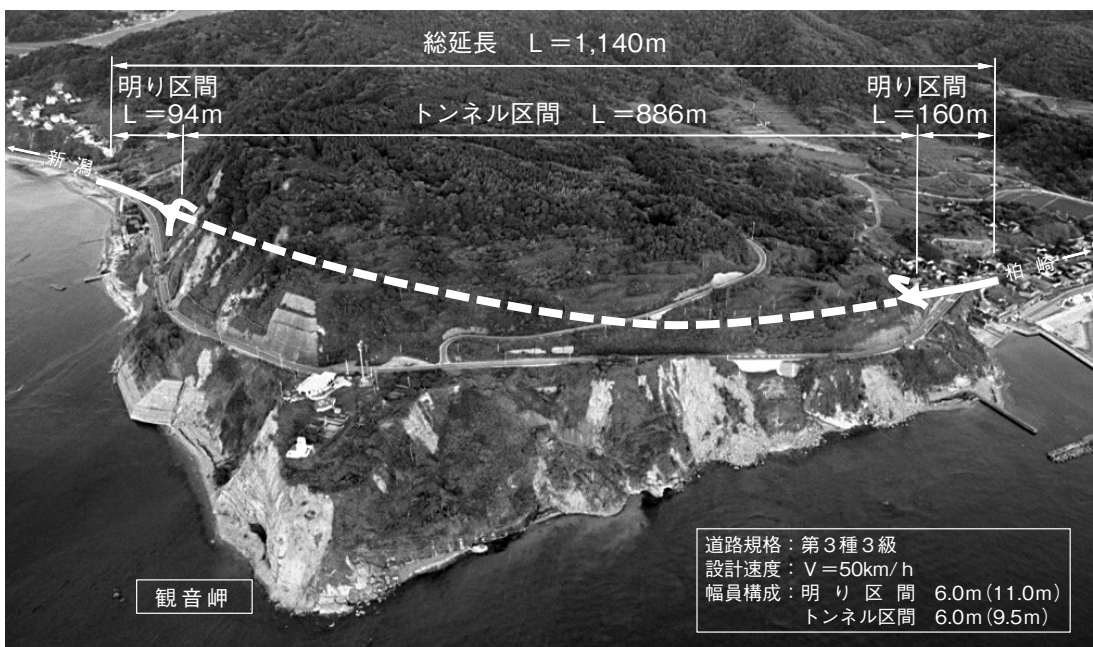 総延長 L＝1,140m
明り区間
L＝94m
トンネル区間 L＝886m
明り区間
L＝160m
新潟
柏崎
観音岬
道路規格：第3種3級
設計速度：V＝50km/h
幅員構成：明り区間 6.0m(11.0m)
トンネル区間 6.0m(9.5m)